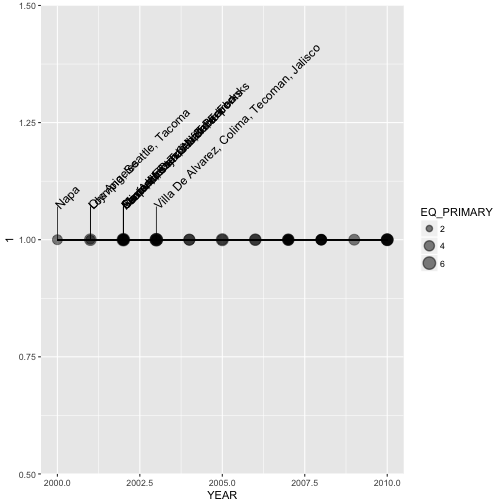 1.50
Villa De Alvarez, Colima, Tecoman, Jalisco
1.25
Seattle, Tacoma
Napa
1
1.00
EQ_PRIMARY
2
4
6
0.75
0.50
2000.0 2002.5 2005.0 2007.5 2010.0
YEAR